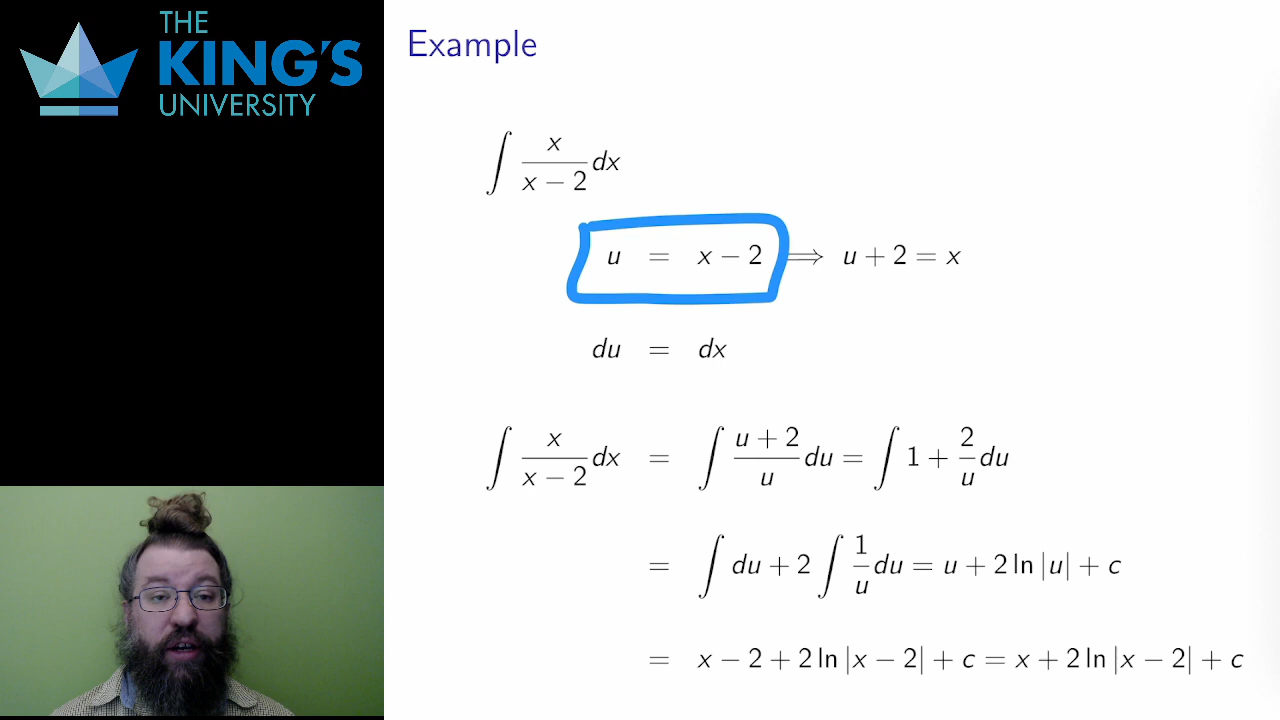 THE
KING'S
UNIVERSITY
Example
∫ x/(x − 2) dx
u = x − 2 ⟹ u + 2 = x
du = dx
∫ x/(x − 2) dx = ∫ (u + 2)/u du = ∫ 1 + 2/u du
= ∫ du + 2 ∫ 1/u du = u + 2 ln |u| + c
= x − 2 + 2 ln |x − 2| + c = x + 2 ln |x − 2| + c